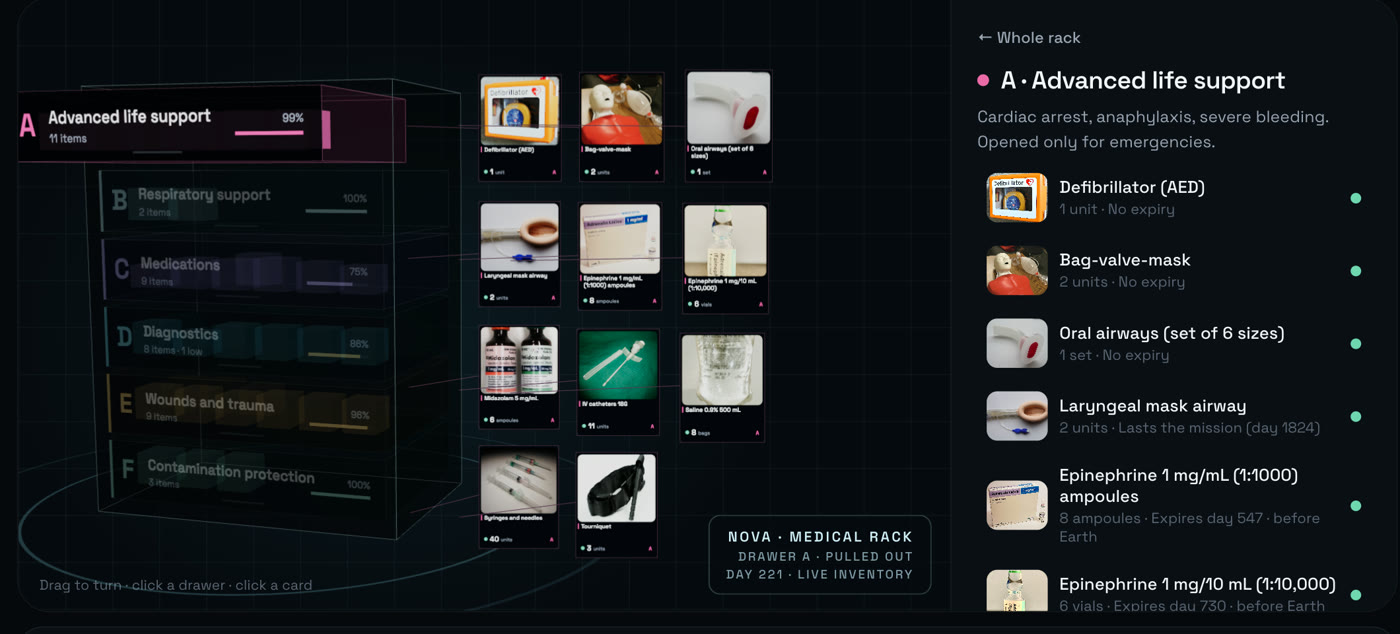 A
Advanced life support
99%
11 items
B
Respiratory support
100%
2 items
C
Medications
75%
9 items
D
Diagnostics
88%
8 items · 1 low
E
Wounds and trauma
98%
9 items
F
Contamination protection
100%
3 items
Defibrillator
Defibrillator (AED)
1 unit
A
Bag-valve-mask
2 units
A
Oral airways (set of 6
sizes)
1 set
A
Laryngeal mask airway
2 units
A
Epinephrine 1 mg/mL
(1:1000) ampoules
8 ampoules
A
Epinephrine 1 mg/10 mL
(1:10,000)
6 vials
A
Midazolam 5 mg/mL
6 ampoules
A
IV catheters 18G
11 units
A
Saline 0.9% 500 mL
8 bags
A
Syringes and needles
40 units
A
Tourniquet
3 units
A
NOVA · MEDICAL RACK
DRAWER A · PULLED OUT
DAY 221 · LIVE INVENTORY
Drag to turn · click a drawer · click a card
← Whole rack
A · Advanced life support
Cardiac arrest, anaphylaxis, severe bleeding.
Opened only for emergencies.
Defibrillator (AED)
1 unit · No expiry
Bag-valve-mask
2 units · No expiry
Oral airways (set of 6 sizes)
1 set · No expiry
Laryngeal mask airway
2 units · Lasts the mission (day 1824)
Epinephrine 1 mg/mL (1:1000)
ampoules
8 ampoules · Expires day 547 · before
Earth
Epinephrine 1 mg/10 mL (1:10,000)
6 vials · Expires day 730 · before Earth